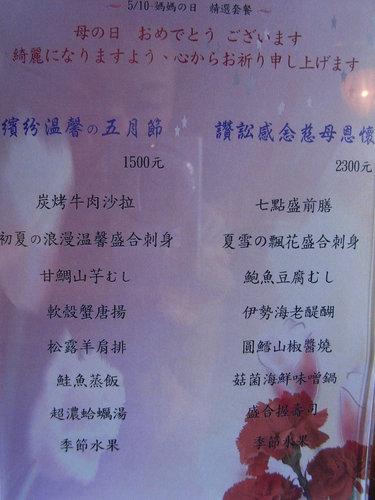 ~ 5/10 媽媽の日 精選套餐 ~
母の日 おめでとう ございます
綺麗になりますよう、心からお祈り申し上げます
繽紛温馨の五月節
1500元
炭烤牛肉沙拉
初夏の浪漫温馨盛合刺身
甘鯛山芋むし
軟殼蟹唐揚
松露羊肩排
鮭魚蒸飯
超濃蛤蠣湯
季節水果
讚訟感念慈母恩懷
2300元
七點盛前膳
夏雪の飄花盛合刺身
鮑魚豆腐むし
伊勢海老醍醐
圓鱈山椒醬燒
菇菌海鮮味噌鍋
盛合握壽司
季節水果